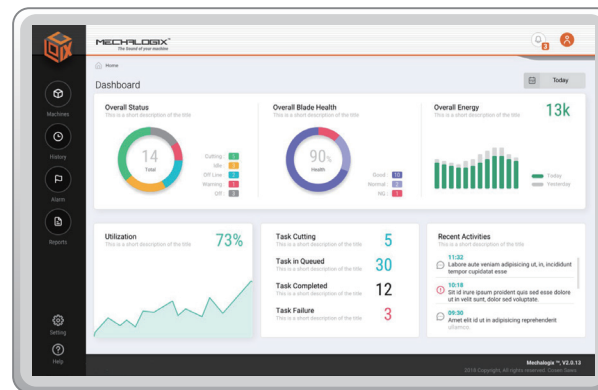 LOGIX
MECHALOGIX™
The Sound of your machine
3
Home
Dashboard
Today
Machines
History
Alarm
Reports
Setting
Help
Overall Status
This is a short description of the title
14
Total
Cutting :
Idle :
Off Line :
Warning : 1
Off : 3
Overall Blade Health
This is a short description of the title
90%
Health
Good : 10
Normal :
NG : 1
Overall Energy
This is a short description of the title
13k
Today
Yesterday
Utilization
This is a short description of the title
73%
Task Cutting
This is a short description of the title
5
Task in Queued
This is a short description of the title
30
Task Completed
This is a short description of the title
12
Task Failure
This is a short description of the title
3
Recent Activities
This is a short description of the title
11:32
Labore aute veniam adipisicing ut, in, incididunt
tempor cupidatat esse
10:18
Sit id irure ipsum proident quis sed esse dolore
ut in velit sunt, dolor sed voluptate.
09:30
Amet elit id ut in adipisicing reprehenderit
ullamco.
Mechalogix ™, V2.0.13
2019 Copyright, All rights reserved. Cosen Saws